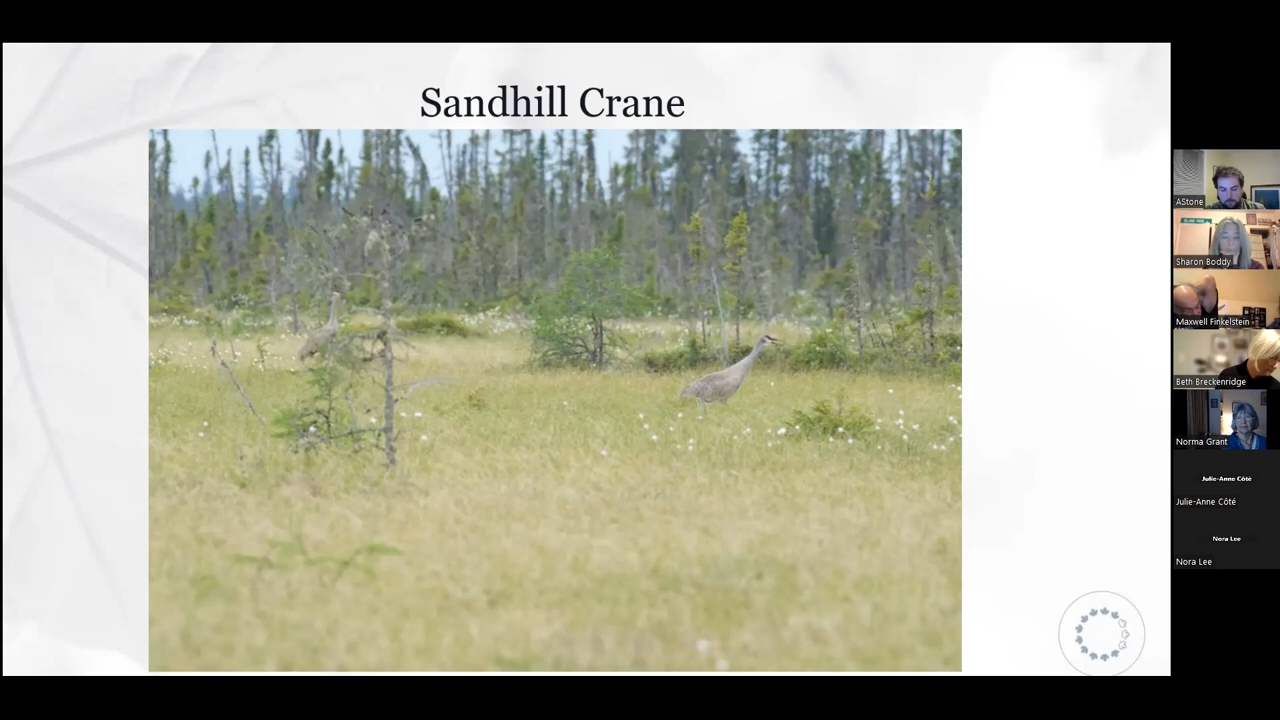 Sandhill Crane
AStone
Sharon Boddy
Maxwell Finkelstein
Beth Breckenridge
Norma Grant
Julie-Anne Côté
Julie-Anne Côté
Nora Lee
Nora Lee